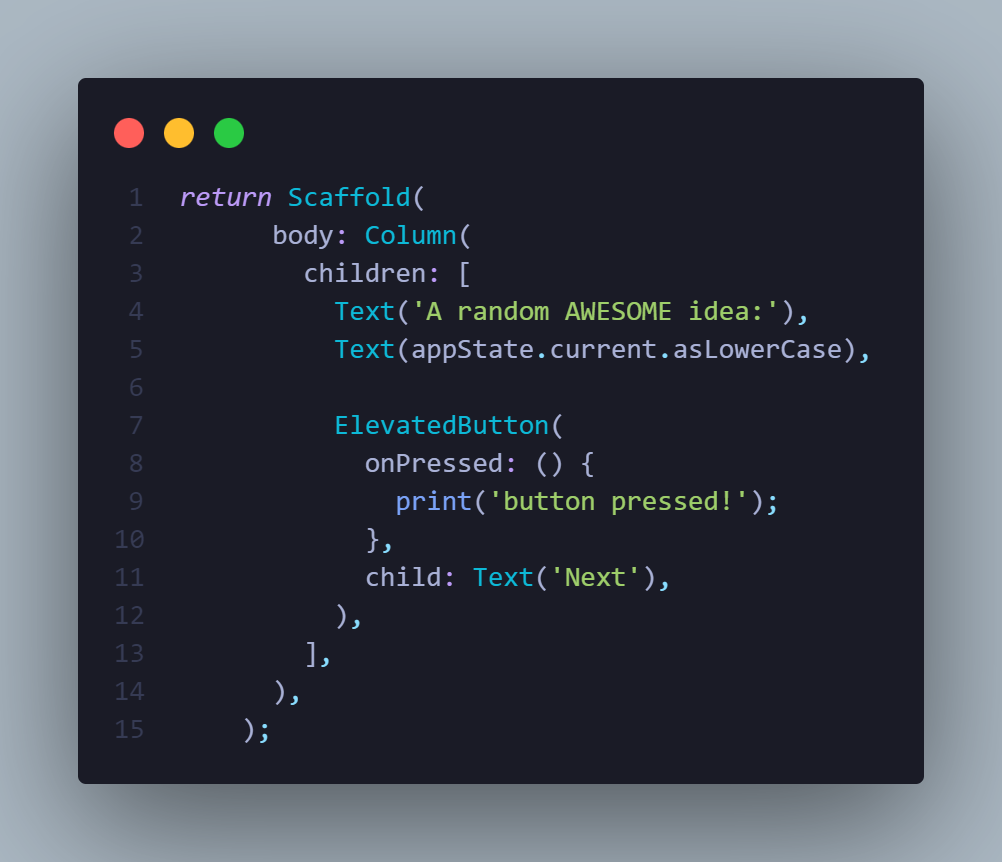 1 return Scaffold(
2       body: Column(
3         children: [
4           Text('A random AWESOME idea:'),
5           Text(appState.current.asLowerCase),
6
7           ElevatedButton(
8             onPressed: () {
9               print('button pressed!');
10             },
11             child: Text('Next'),
12           ),
13         ],
14       ),
15     );